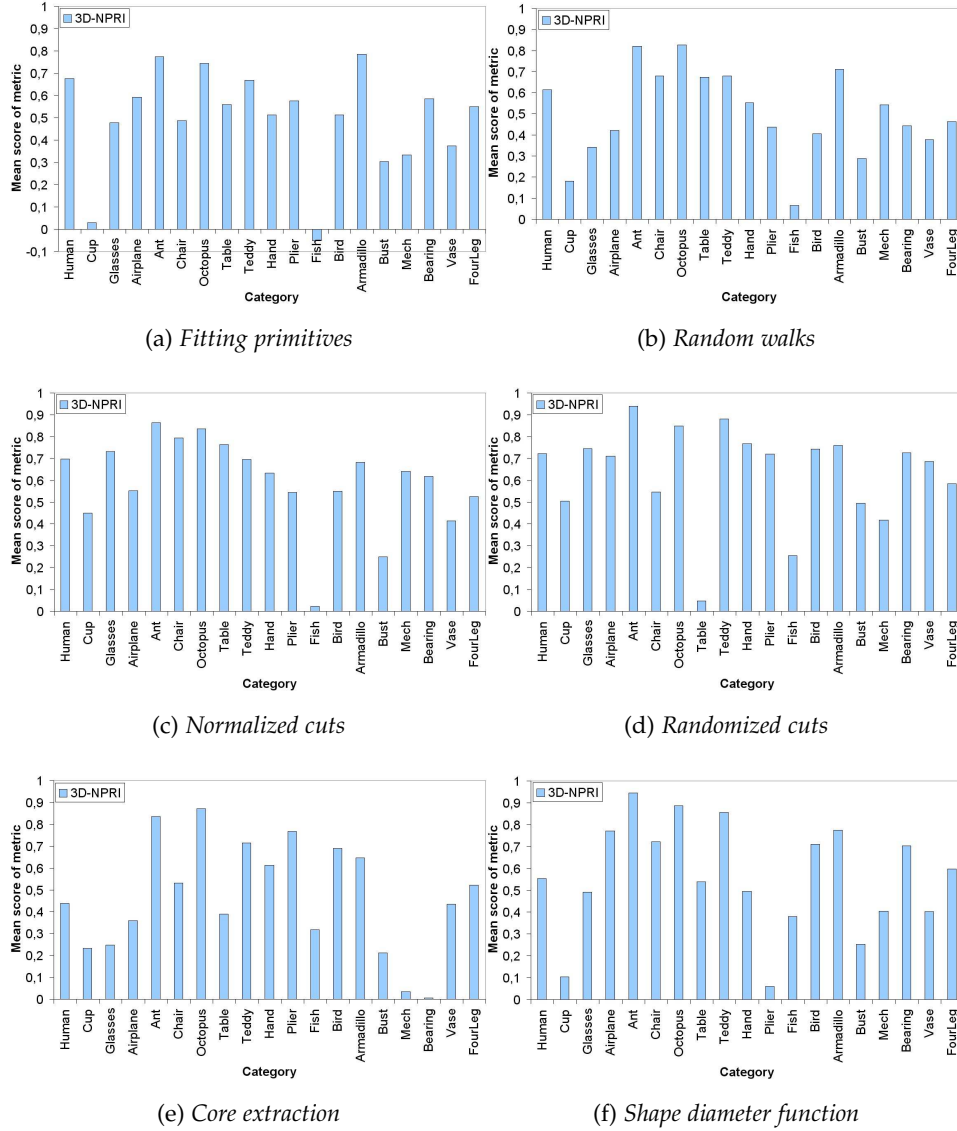 3D-NPRI
Mean score of metric
1
0,9
0,8
0,7
0,6
0,5
0,4
0,3
0,2
0,1
0
-0,1
Human Cup Glasses Airplane Ant Chair Octopus Table Teddy Hand Plier Fish Bird Armadillo Bust Mech Bearing Vase FourLeg
Category
(a) Fitting primitives
3D-NPRI
Mean score of metric
1
0,9
0,8
0,7
0,6
0,5
0,4
0,3
0,2
0,1
0
Human Cup Glasses Airplane Ant Chair Octopus Table Teddy Hand Plier Fish Bird Armadillo Bust Mech Bearing Vase FourLeg
Category
(b) Random walks
3D-NPRI
Mean score of metric
1
0,9
0,8
0,7
0,6
0,5
0,4
0,3
0,2
0,1
0
Human Cup Glasses Airplane Ant Chair Octopus Table Teddy Hand Plier Fish Bird Armadillo Bust Mech Bearing Vase FourLeg
Category
(c) Normalized cuts
3D-NPRI
Mean score of metric
1
0,9
0,8
0,7
0,6
0,5
0,4
0,3
0,2
0,1
0
Human Cup Glasses Airplane Ant Chair Octopus Table Teddy Hand Plier Fish Bird Armadillo Bust Mech Bearing Vase FourLeg
Category
(d) Randomized cuts
3D-NPRI
Mean score of metric
1
0,9
0,8
0,7
0,6
0,5
0,4
0,3
0,2
0,1
0
Human Cup Glasses Airplane Ant Chair Octopus Table Teddy Hand Plier Fish Bird Armadillo Bust Mech Bearing Vase FourLeg
Category
(e) Core extraction
3D-NPRI
Mean score of metric
1
0,9
0,8
0,7
0,6
0,5
0,4
0,3
0,2
0,1
0
Human Cup Glasses Airplane Ant Chair Octopus Table Teddy Hand Plier Fish Bird Armadillo Bust Mech Bearing Vase FourLeg
Category
(f) Shape diameter function